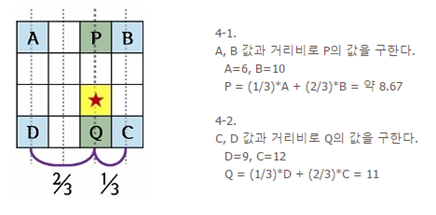 A P B
D Q C
2/3 1/3
4-1.
A, B 값과 거리비로 P의 값을 구한다.
A=6, B=10
P = (1/3)*A + (2/3)*B = 약 8.67
4-2.
C, D 값과 거리비로 Q의 값을 구한다.
D=9, C=12
Q = (1/3)*D + (2/3)*C = 11